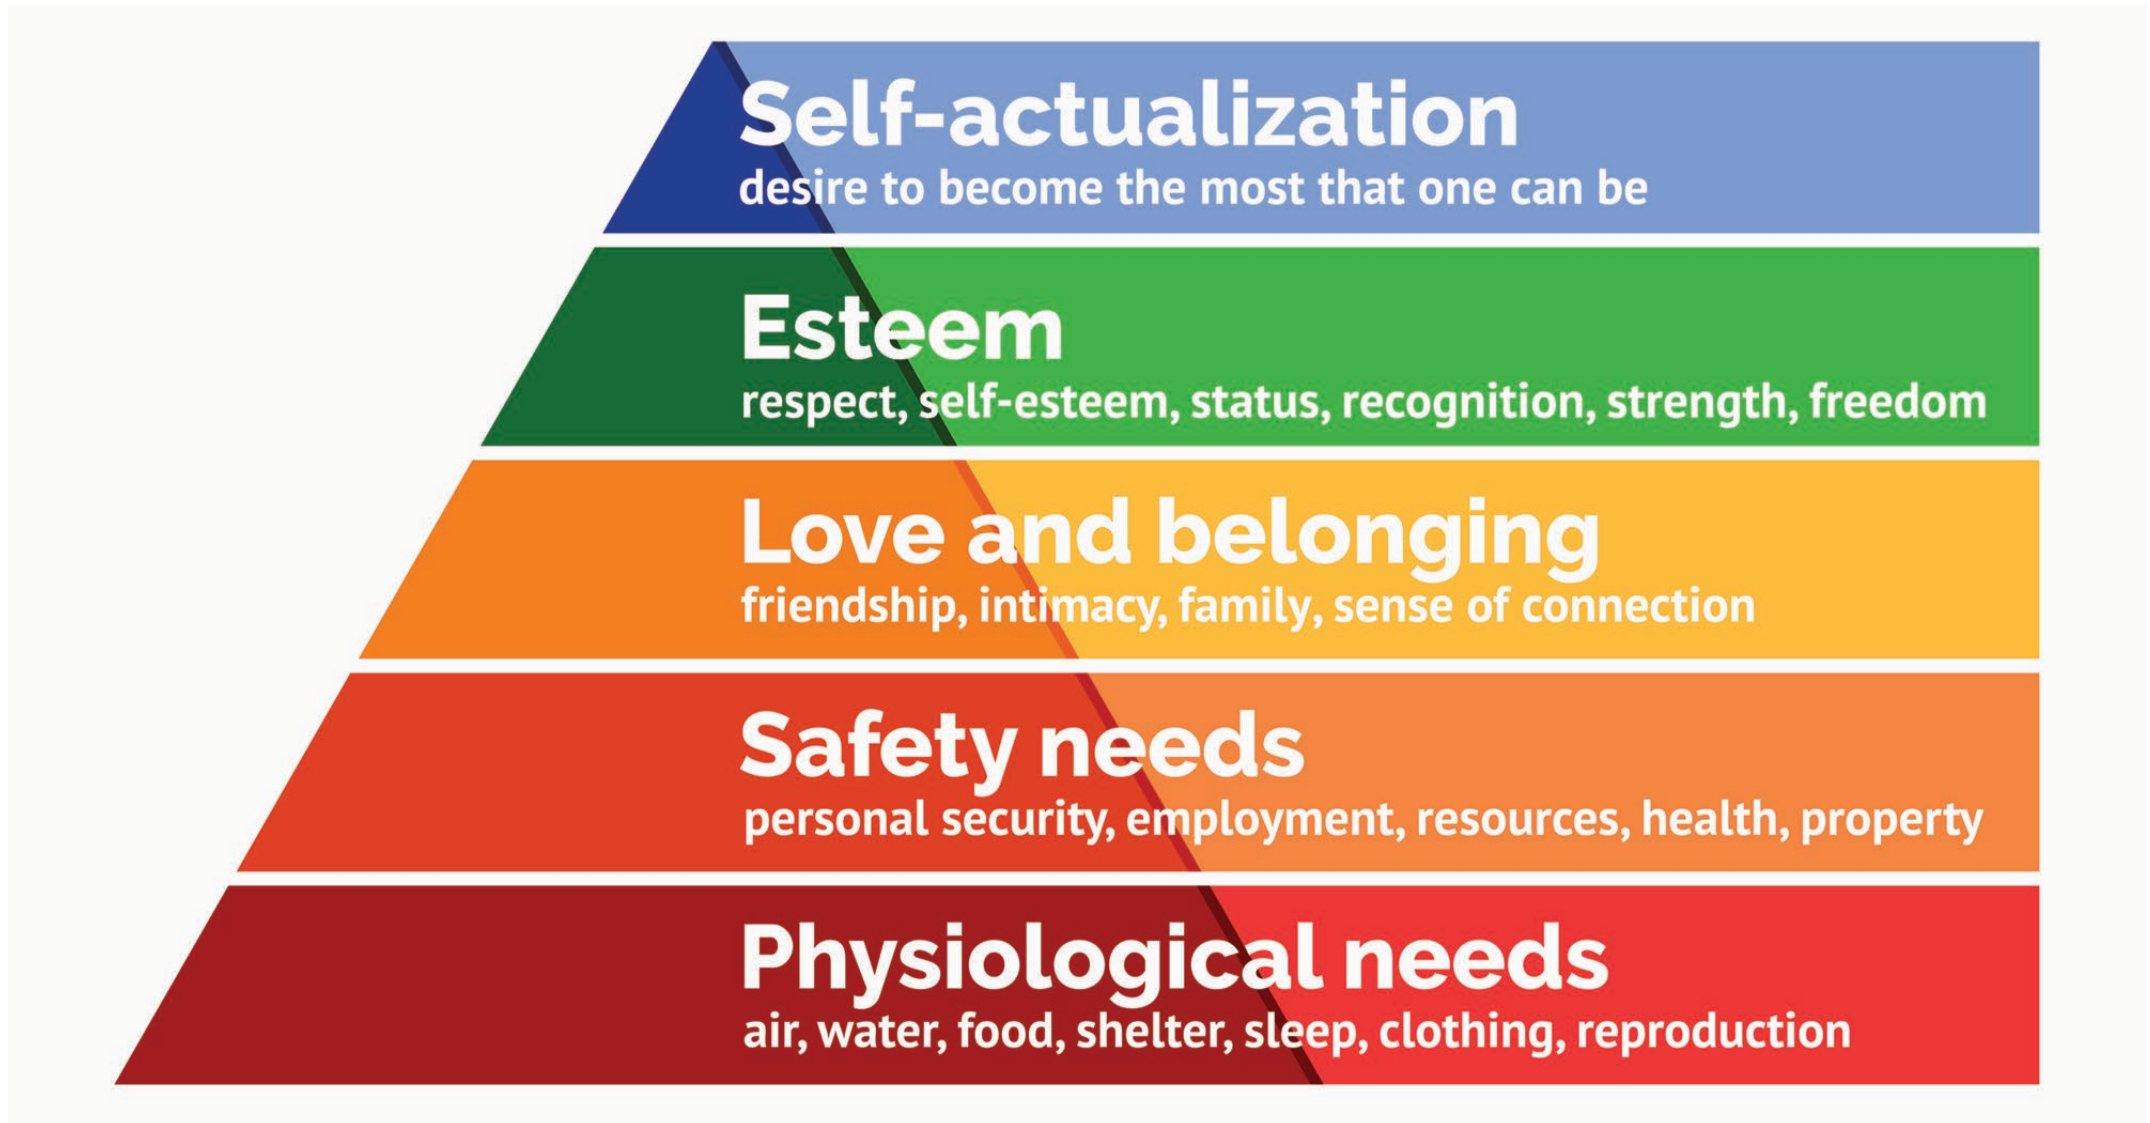 Self-actualization
desire to become the most that one can be
Esteem
respect, self-esteem, status, recognition, strength, freedom
Love and belonging
friendship, intimacy, family, sense of connection
Safety needs
personal security, employment, resources, health, property
Physiological needs
air, water, food, shelter, sleep, clothing, reproduction